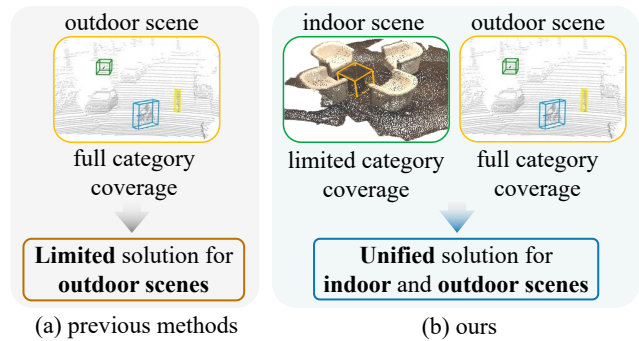 outdoor scene
full category
coverage
Limited solution for
outdoor scenes
(a) previous methods
indoor scene
outdoor scene
limited category
coverage
full category
coverage
Unified solution for
indoor and outdoor scenes
(b) ours